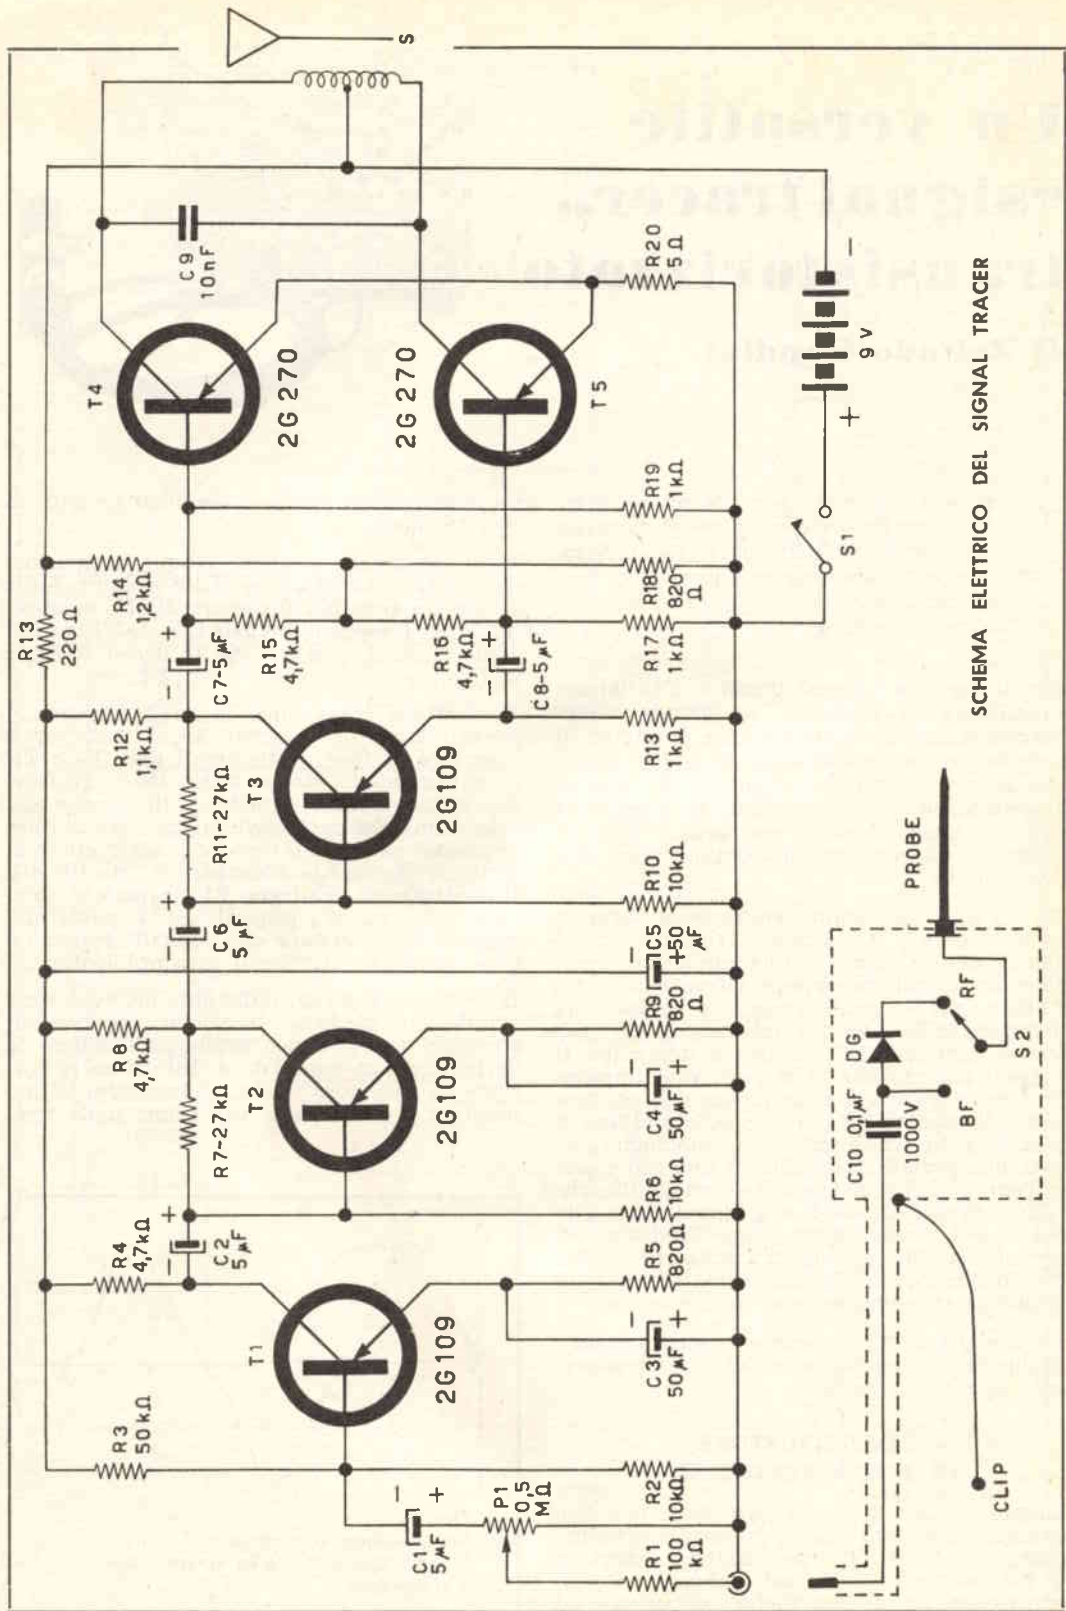 R3
50kΩ
C1
5μF
-
+
P1
0,5
MΩ
R1
100
kΩ
R2
10kΩ
T1
2G109
R4
4,7kΩ
-
+
C2
5μF
C3
50μF
-
+
R5
820Ω
R6
10kΩ
R7-27kΩ
R8
4,7kΩ
T2
2G109
C4
50μF
-
+
R9
820
Ω
C5
50
μF
-
+
C6
5μF
-
+
R10
10kΩ
R11-27kΩ
T3
2G109
R12
1,1kΩ
R13
220Ω
R13
1kΩ
-
+
C7-5μF
-
+
C8-5μF
R14
1,2kΩ
R15
4,7kΩ
R16
4,7kΩ
R17
1kΩ
R18
820
Ω
R19
1kΩ
T4
2G270
2G270
T5
C9
10nF
R20
5Ω
S
S1
+
-
9V
CLIP
C10 0,1μF
1000V
DG
BF
RF
S2
PROBE
SCHEMA ELETTRICO DEL SIGNAL TRACER